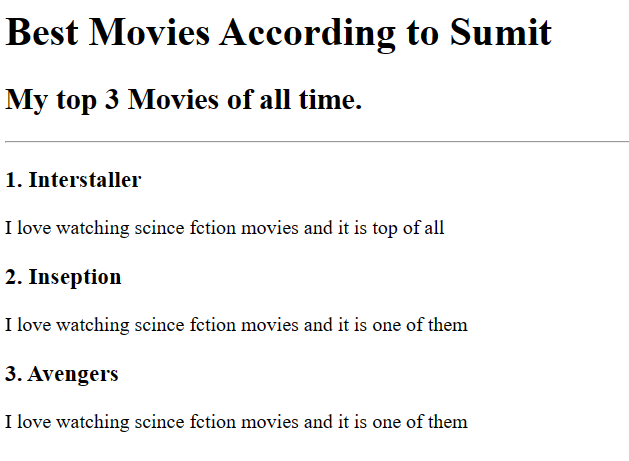 Best Movies According to Sumit
My top 3 Movies of all time.
1. Interstaller
I love watching scince fction movies and it is top of all
2. Inseption
I love watching scince fction movies and it is one of them
3. Avengers
I love watching scince fction movies and it is one of them